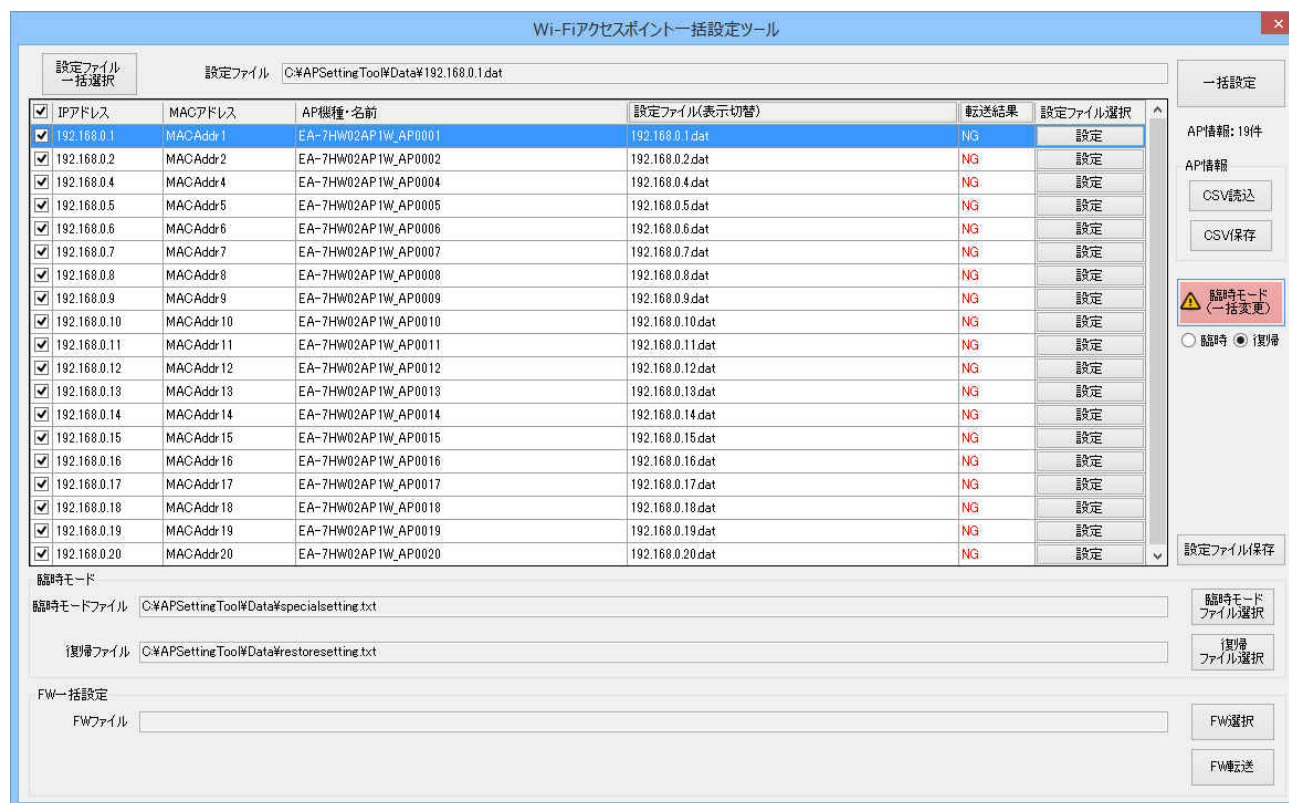 Wi-Fiアクセスポイント一括設定ツール
設定ファイル
一括選択
設定ファイル C:¥APSettingTool¥Data¥192.168.0.1.dat
一括設定
IPアドレス MACアドレス AP機種・名前 設定ファイル(表示切替) 転送結果 設定ファイル選択
192.168.0.1 MACAddr1 EA-7HW02AP1W_AP0001 192.168.0.1.dat NG 設定
192.168.0.2 MACAddr2 EA-7HW02AP1W_AP0002 192.168.0.2.dat NG 設定
192.168.0.4 MACAddr4 EA-7HW02AP1W_AP0004 192.168.0.4.dat NG 設定
192.168.0.5 MACAddr5 EA-7HW02AP1W_AP0005 192.168.0.5.dat NG 設定
192.168.0.6 MACAddr6 EA-7HW02AP1W_AP0006 192.168.0.6.dat NG 設定
192.168.0.7 MACAddr7 EA-7HW02AP1W_AP0007 192.168.0.7.dat NG 設定
192.168.0.8 MACAddr8 EA-7HW02AP1W_AP0008 192.168.0.8.dat NG 設定
192.168.0.9 MACAddr9 EA-7HW02AP1W_AP0009 192.168.0.9.dat NG 設定
192.168.0.10 MACAddr10 EA-7HW02AP1W_AP0010 192.168.0.10.dat NG 設定
192.168.0.11 MACAddr11 EA-7HW02AP1W_AP0011 192.168.0.11.dat NG 設定
192.168.0.12 MACAddr12 EA-7HW02AP1W_AP0012 192.168.0.12.dat NG 設定
192.168.0.13 MACAddr13 EA-7HW02AP1W_AP0013 192.168.0.13.dat NG 設定
192.168.0.14 MACAddr14 EA-7HW02AP1W_AP0014 192.168.0.14.dat NG 設定
192.168.0.15 MACAddr15 EA-7HW02AP1W_AP0015 192.168.0.15.dat NG 設定
192.168.0.16 MACAddr16 EA-7HW02AP1W_AP0016 192.168.0.16.dat NG 設定
192.168.0.17 MACAddr17 EA-7HW02AP1W_AP0017 192.168.0.17.dat NG 設定
192.168.0.18 MACAddr18 EA-7HW02AP1W_AP0018 192.168.0.18.dat NG 設定
192.168.0.19 MACAddr19 EA-7HW02AP1W_AP0019 192.168.0.19.dat NG 設定
192.168.0.20 MACAddr20 EA-7HW02AP1W_AP0020 192.168.0.20.dat NG 設定
AP情報: 19件
AP情報
CSV読込
CSV保存
臨時モード
(一括変更)
臨時 復帰
設定ファイル保存
臨時モード
臨時モードファイル C:¥APSettingTool¥Data¥specialsetting.txt
臨時モード
ファイル選択
復帰ファイル C:¥APSettingTool¥Data¥restoresetting.txt
復帰
ファイル選択
FW一括設定
FWファイル
FW選択
FW転送